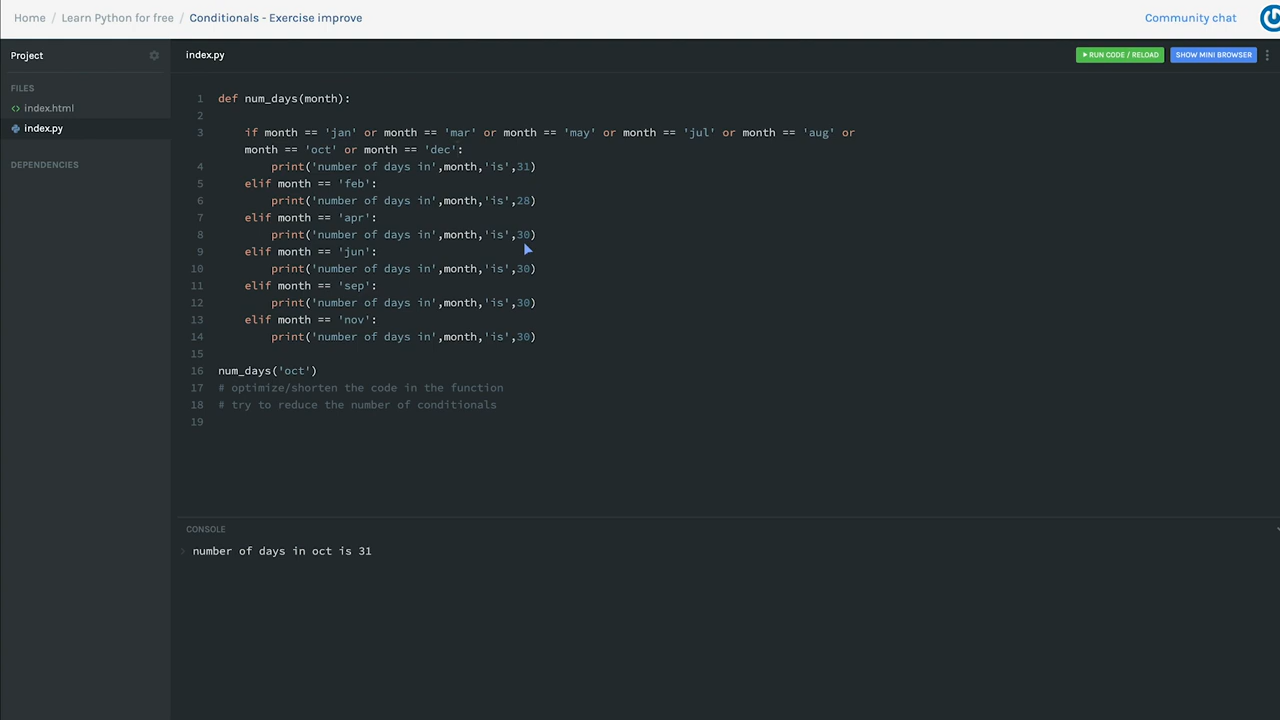 Home / Learn Python for free / Conditionals - Exercise improve
Community chat
Project
index.py
RUN CODE / RELOAD
SHOW MINI BROWSER
FILES
index.html
index.py
DEPENDENCIES
1 def num_days(month):
2
3 if month == 'jan' or month == 'mar' or month == 'may' or month == 'jul' or month == 'aug' or
month == 'oct' or month == 'dec':
4 print('number of days in',month,'is',31)
5 elif month == 'feb':
6 print('number of days in',month,'is',28)
7 elif month == 'apr':
8 print('number of days in',month,'is',30)
9 elif month == 'jun':
10 print('number of days in',month,'is',30)
11 elif month == 'sep':
12 print('number of days in',month,'is',30)
13 elif month == 'nov':
14 print('number of days in',month,'is',30)
15
16 num_days('oct')
17 # optimize/shorten the code in the function
18 # try to reduce the number of conditionals
19
CONSOLE
number of days in oct is 31